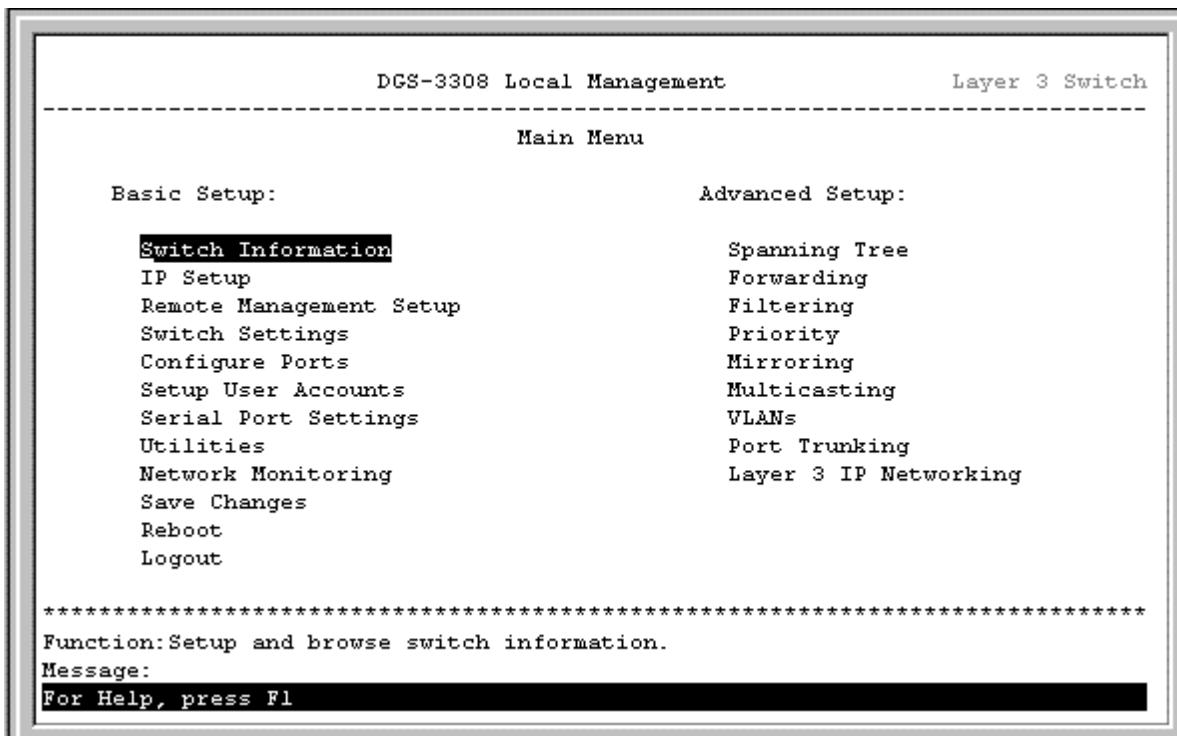 DGS-3308 Local Management Layer 3 Switch
--------------------------------------------------------------------------------
Main Menu
Basic Setup: Advanced Setup:
Switch Information Spanning Tree
IP Setup Forwarding
Remote Management Setup Filtering
Switch Settings Priority
Configure Ports Mirroring
Setup User Accounts Multicasting
Serial Port Settings VLANs
Utilities Port Trunking
Network Monitoring Layer 3 IP Networking
Save Changes
Reboot
Logout
********************************************************************************
Function:Setup and browse switch information.
Message:
For Help, press F1